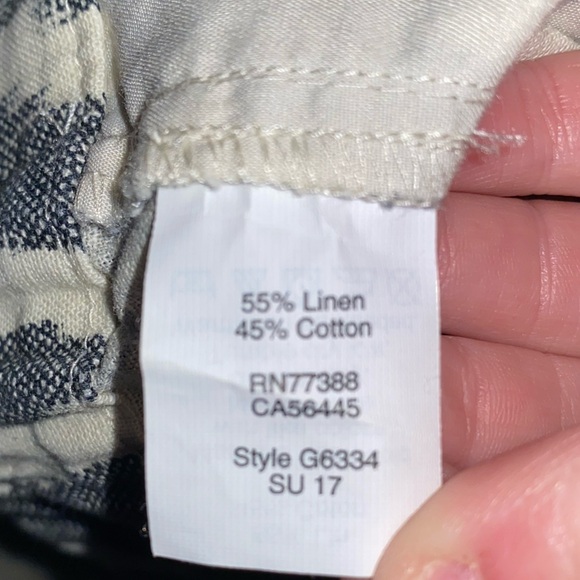 55% Linen
45% Cotton
RN77388
CA56445
Style G6334
SU 17